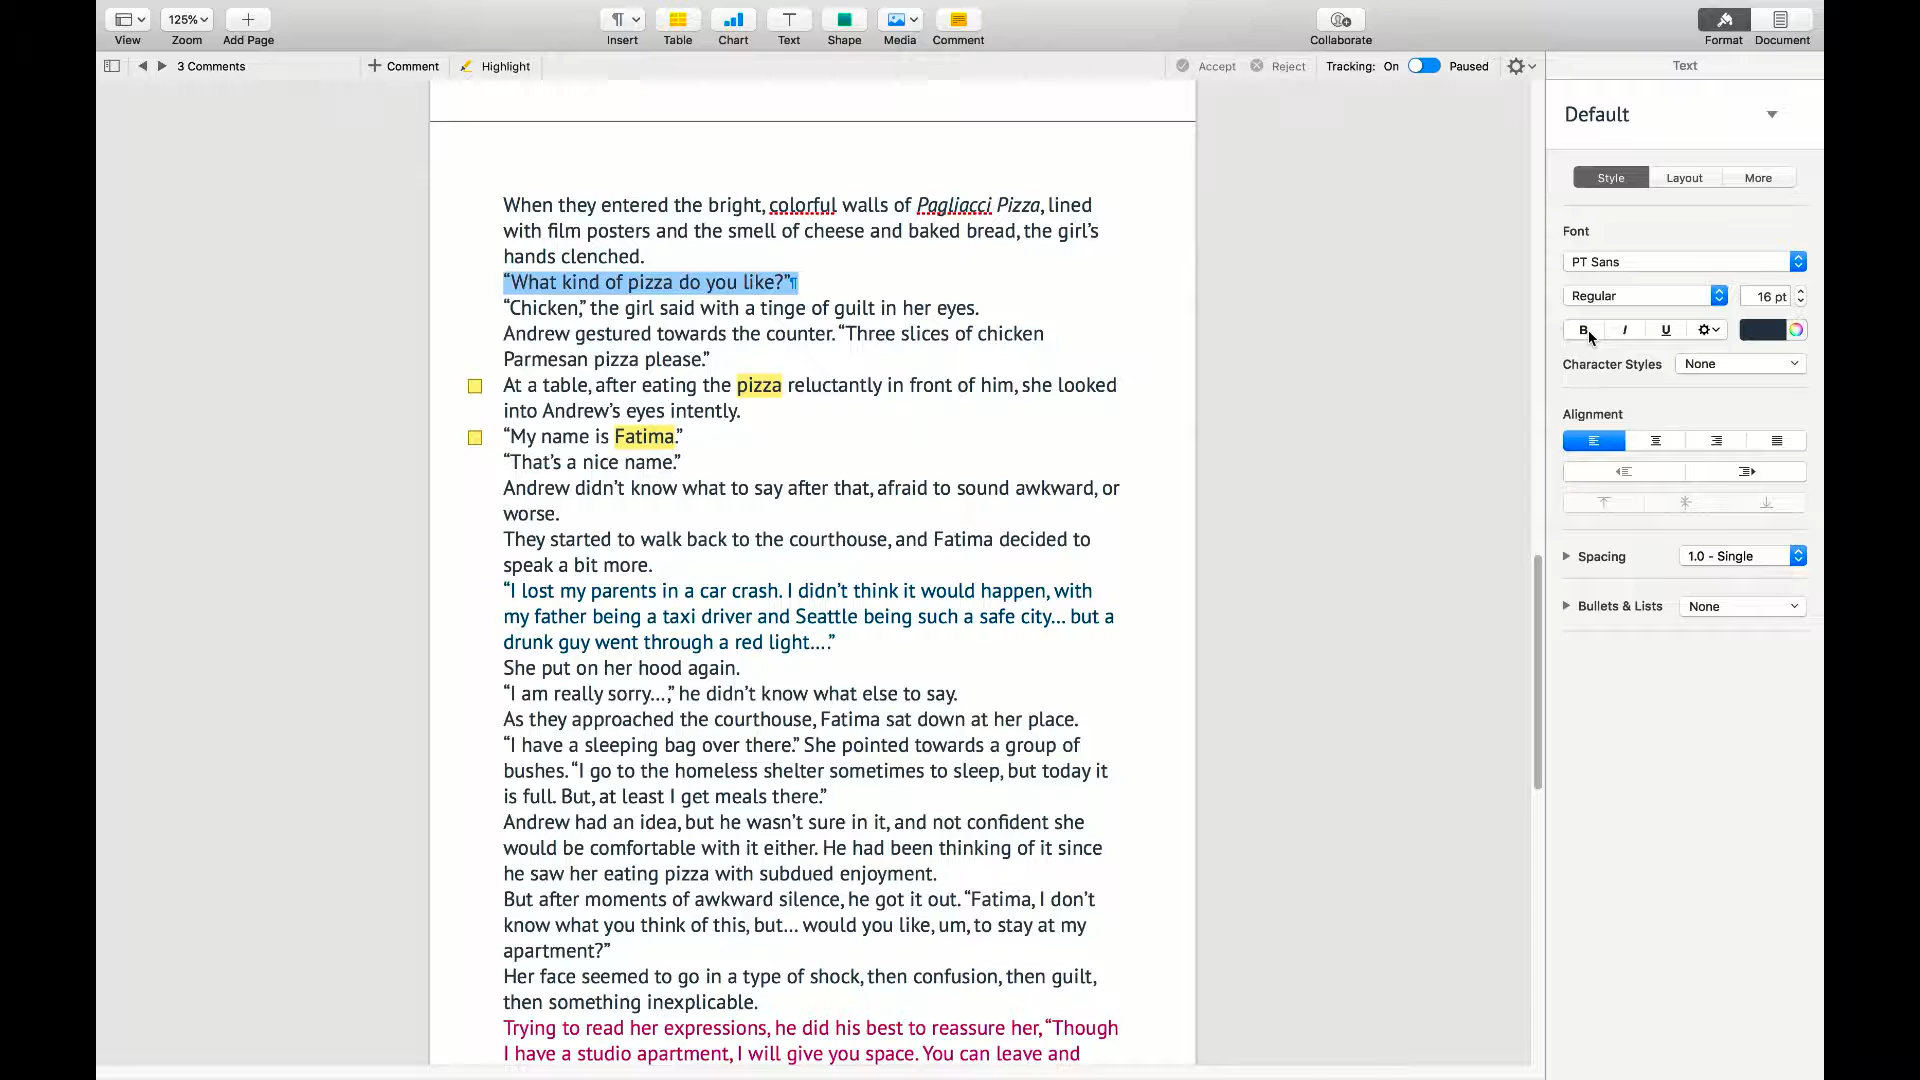 125%
View
Zoom
Add Page
Insert
Table
Chart
T
Text
Shape
Media
Comment
Collaborate
Format
Document
3 Comments
Comment
Highlight
Accept
Reject
Tracking: On
Paused
Text
Default
Style
Layout
More
Font
PT Sans
Regular
16 pt
B
I
U
Character Styles
None
Alignment
Spacing
1.0 - Single
Bullets & Lists
None
When they entered the bright, colorful walls of Pagliacci Pizza, lined
with film posters and the smell of cheese and baked bread, the girl’s
hands clenched.
“What kind of pizza do you like?”¶
“Chicken,” the girl said with a tinge of guilt in her eyes.
Andrew gestured towards the counter. “Three slices of chicken
Parmesan pizza please.”
At a table, after eating the pizza reluctantly in front of him, she looked
into Andrew’s eyes intently.
“My name is Fatima.”
“That’s a nice name.”
Andrew didn’t know what to say after that, afraid to sound awkward, or
worse.
They started to walk back to the courthouse, and Fatima decided to
speak a bit more.
“I lost my parents in a car crash. I didn’t think it would happen, with
my father being a taxi driver and Seattle being such a safe city… but a
drunk guy went through a red light….”
She put on her hood again.
“I am really sorry…,” he didn’t know what else to say.
As they approached the courthouse, Fatima sat down at her place.
“I have a sleeping bag over there.” She pointed towards a group of
bushes. “I go to the homeless shelter sometimes to sleep, but today it
is full. But, at least I get meals there.”
Andrew had an idea, but he wasn’t sure in it, and not confident she
would be comfortable with it either. He had been thinking of it since
he saw her eating pizza with subdued enjoyment.
But after moments of awkward silence, he got it out. “Fatima, I don’t
know what you think of this, but… would you like, um, to stay at my
apartment?”
Her face seemed to go in a type of shock, then confusion, then guilt,
then something inexplicable.
Trying to read her expressions, he did his best to reassure her, “Though
I have a studio apartment, I will give you space. You can leave and